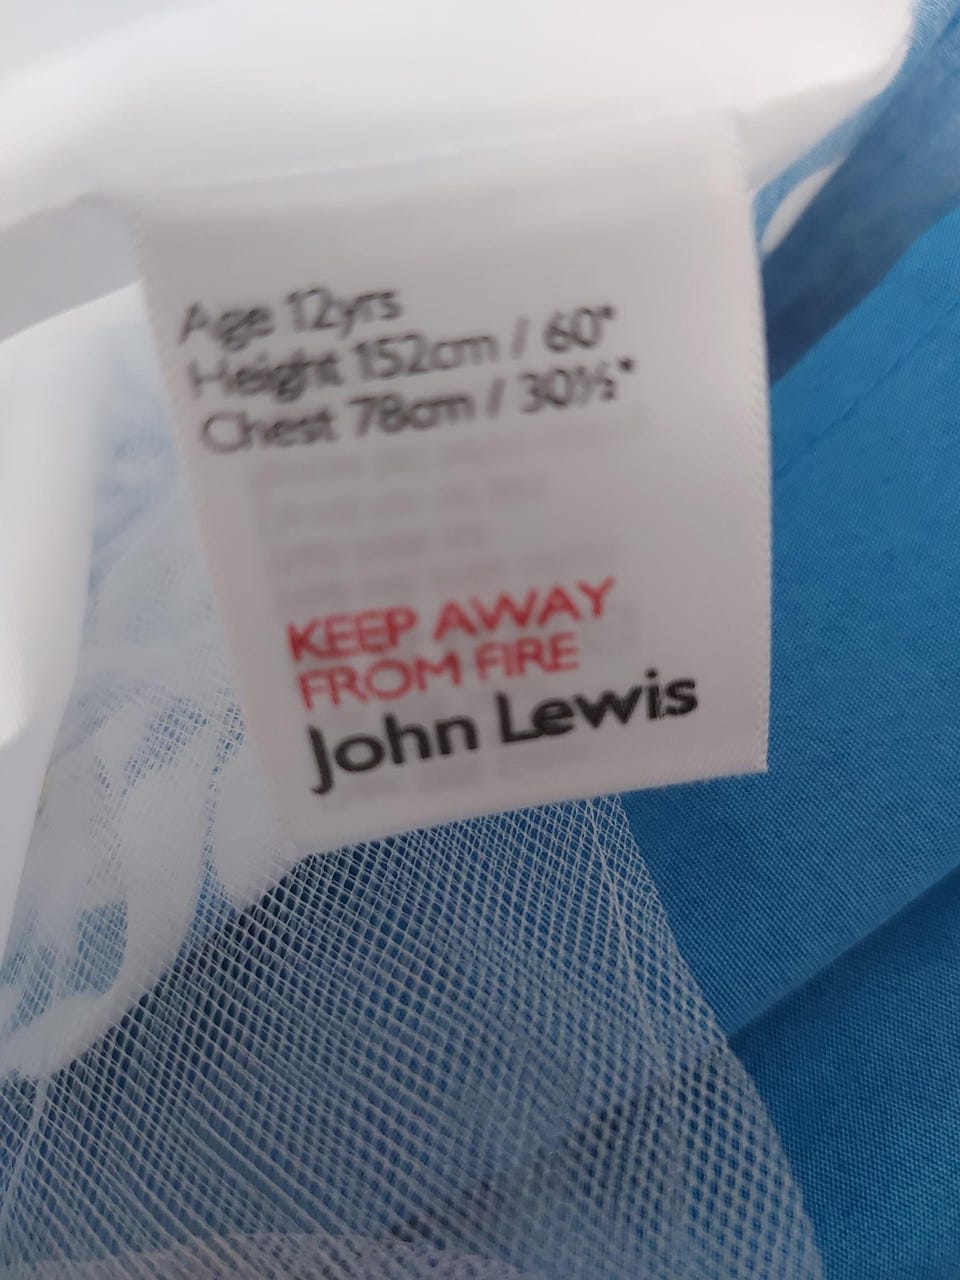 Age 12yrs
Height 152cm / 60"
Chest 78cm / 30½"
KEEP AWAY
FROM FIRE
John Lewis